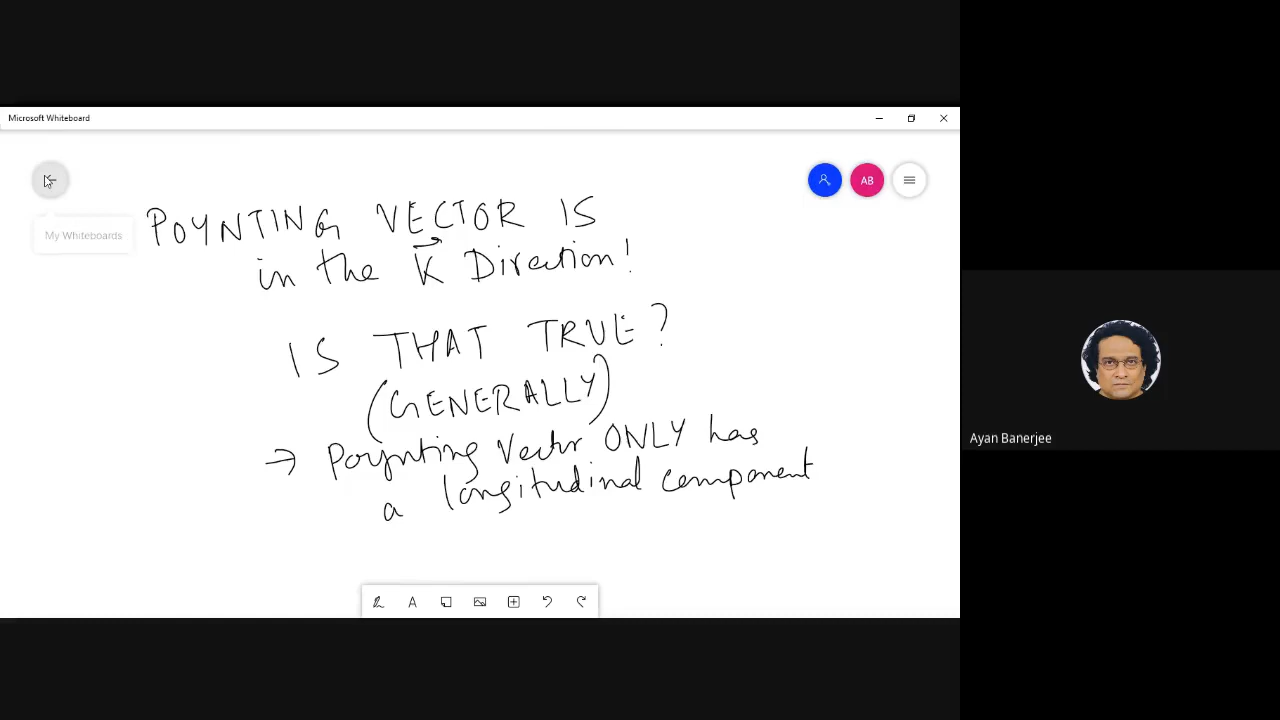 Microsoft Whiteboard
AB
My Whiteboards
POYNTING VECTOR IS
in the K Direction!
IS THAT TRUE?
(GENERALLY)
→ Poynting Vector ONLY has
a longitudinal component
Ayan Banerjee
A